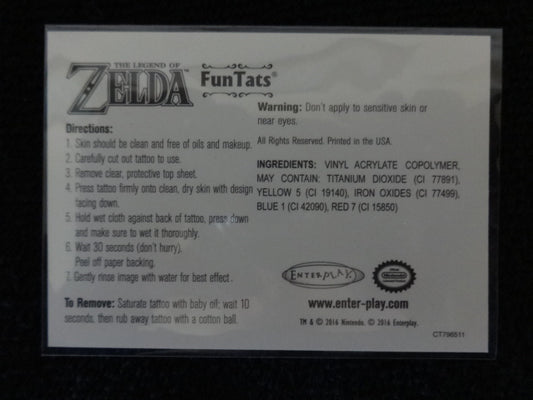 THE LEGEND OF
ZELDA
FunTats®
Warning: Don't apply to sensitive skin or
near eyes.
Directions:
1. Skin should be clean and free of oils and makeup.
2. Carefully cut out tattoo to use.
3. Remove clear, protective top sheet.
4. Press tattoo firmly onto clean, dry skin with design
facing down.
5. Hold wet cloth against back of tattoo, press down
and make sure to wet it thoroughly.
6. Wait 30 seconds (don't hurry).
Peel off paper backing.
7. Gently rinse image with water for best effect.
To Remove: Saturate tattoo with baby oil; wait 10
seconds, then rub away tattoo with a cotton ball.
All Rights Reserved. Printed in the USA.
INGREDIENTS: VINYL ACRYLATE COPOLYMER,
MAY CONTAIN: TITANIUM DIOXIDE (CI 77891),
YELLOW 5 (CI 19140), IRON OXIDES (CI 77499),
BLUE 1 (CI 42090), RED 7 (CI 15850)
ENTERPLAY
Nintendo
www.enter-play.com
TM & © 2016 Nintendo. © 2016 Enterplay.
CT796511